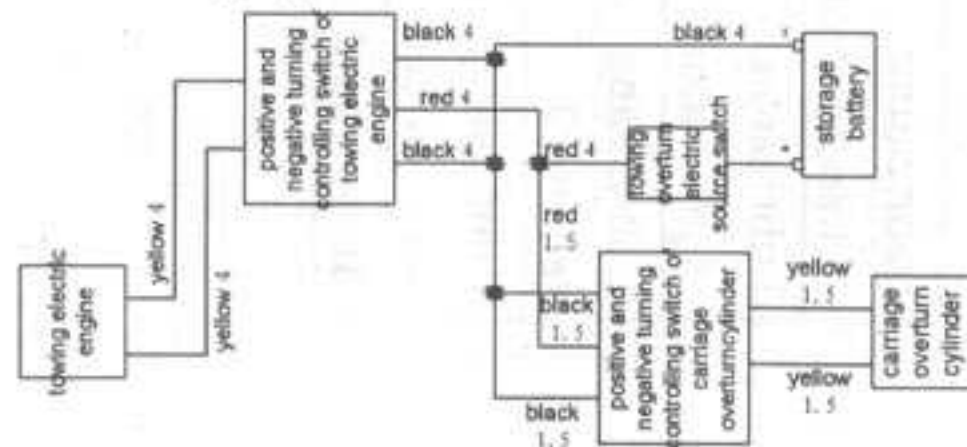 positive and
negative turning
controlling switch of
towing electric
engine
black 4
red 4
black 4
black 4
storage
battery
red 4
towing
overturn
electric
source switch
red
1.6
yellow 4
yellow 4
towing electric
engine
black
1.5
black
1.5
positive and
negative turning
controlling switch of
carriage
overturncylinder
yellow
1.5
yellow
1.5
carriage
overturn
cylinder